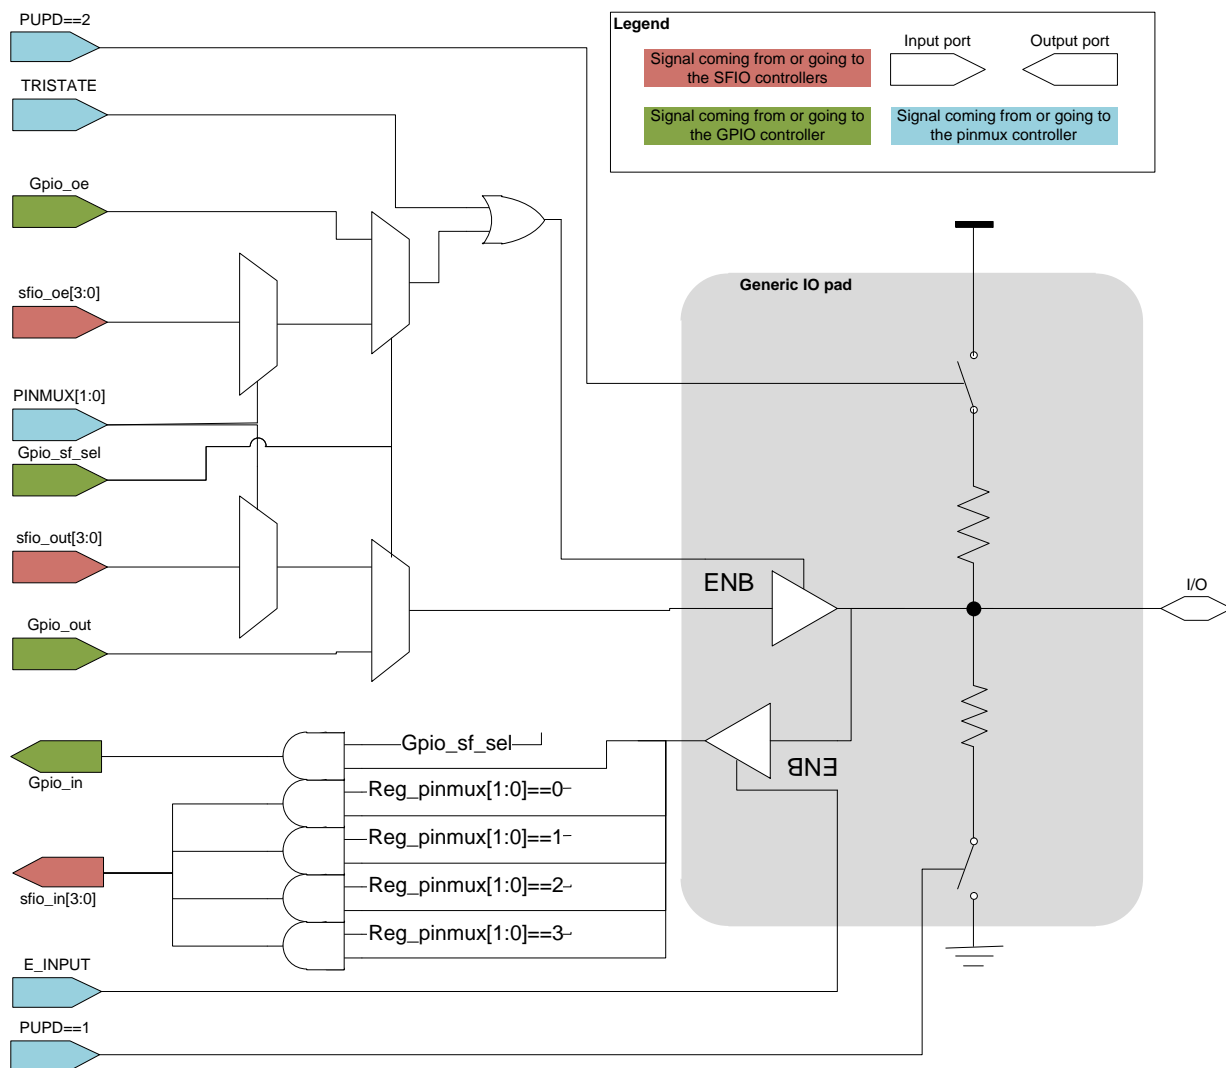 PUPD==2
Legend
Input port
Output port
Signal coming from or going to
the SFIO controllers
TRISTATE
Signal coming from or going to
the GPIO controller
Signal coming from or going to
the pinmux controller
Gpio_oe
Generic IO pad
sfio_oe[3:0]
PINMUX[1:0]
Gpio_sf_sel
sfio_out[3:0]
ENB
I/O
Gpio_out
Gpio_sf_sel
ENB
Gpio_in
Reg_pinmux[1:0]==0
Reg_pinmux[1:0]==1
Reg_pinmux[1:0]==2
sfio_in[3:0]
Reg_pinmux[1:0]==3
E_INPUT
PUPD==1